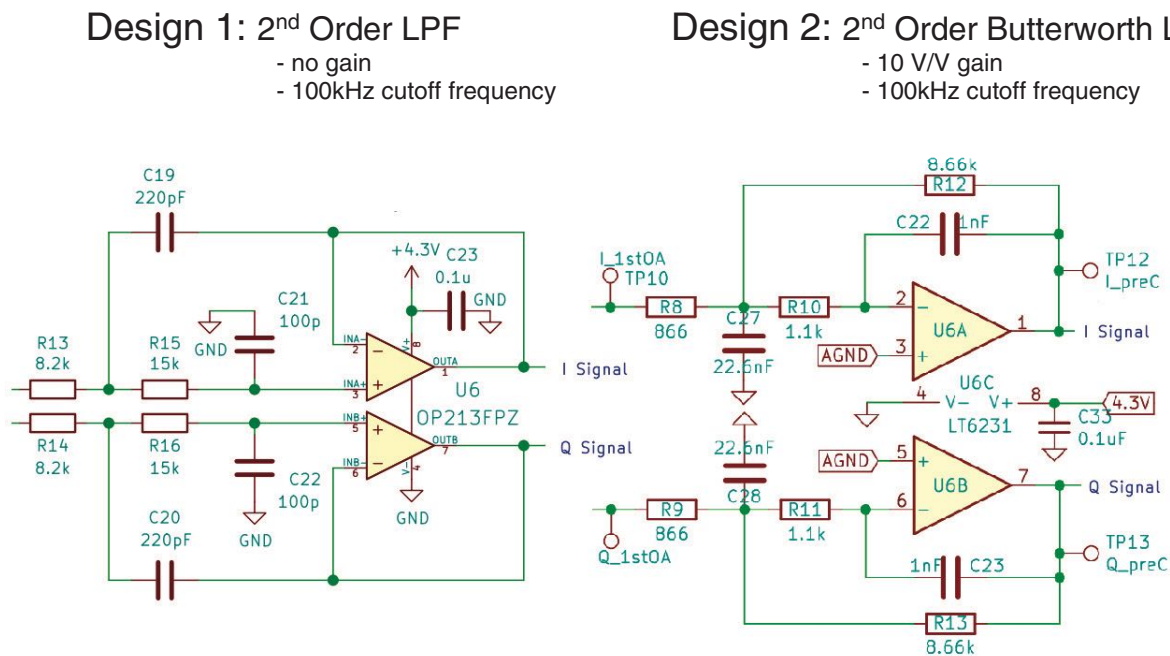 Design 1: 2nd Order LPF
- no gain
- 100kHz cutoff frequency
C19
220pF
+4.3V
C23
0.1u
GND
C21
100p
GND
R13
8.2k
R15
15k
INA-
2
INA+
3
V+
8
OUTA
1
U6
OP213FPZ
I Signal
INB+
5
INB-
6
OUTB
7
V-
4
GND
Q Signal
R14
8.2k
R16
15k
C22
100p
GND
C20
220pF
Design 2: 2nd Order Butterworth L
- 10 V/V gain
- 100kHz cutoff frequency
8.66k
R12
C22
1nF
I_1stOA
TP10
TP12
I_preC
R8
866
R10
1.1k
C27
22.6nF
2
3
1
U6A
AGND
I Signal
U6C
4
V-
V+
8
4.3V
LT6231
C33
0.1uF
22.6nF
C28
AGND
5
6
7
U6B
Q Signal
R9
866
R11
1.1k
Q_1stOA
TP13
Q_preC
1nF
C23
R13
8.66k